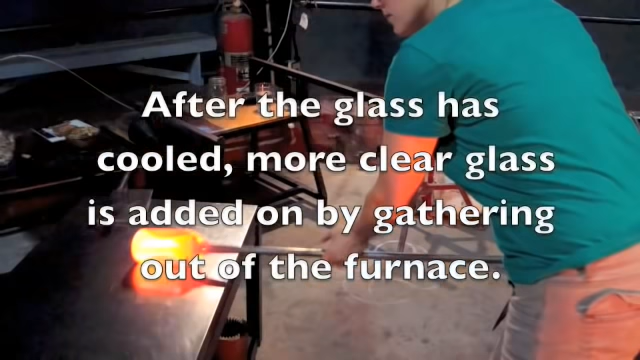 After the glass has
cooled, more clear glass
is added on by gathering
out of the furnace.